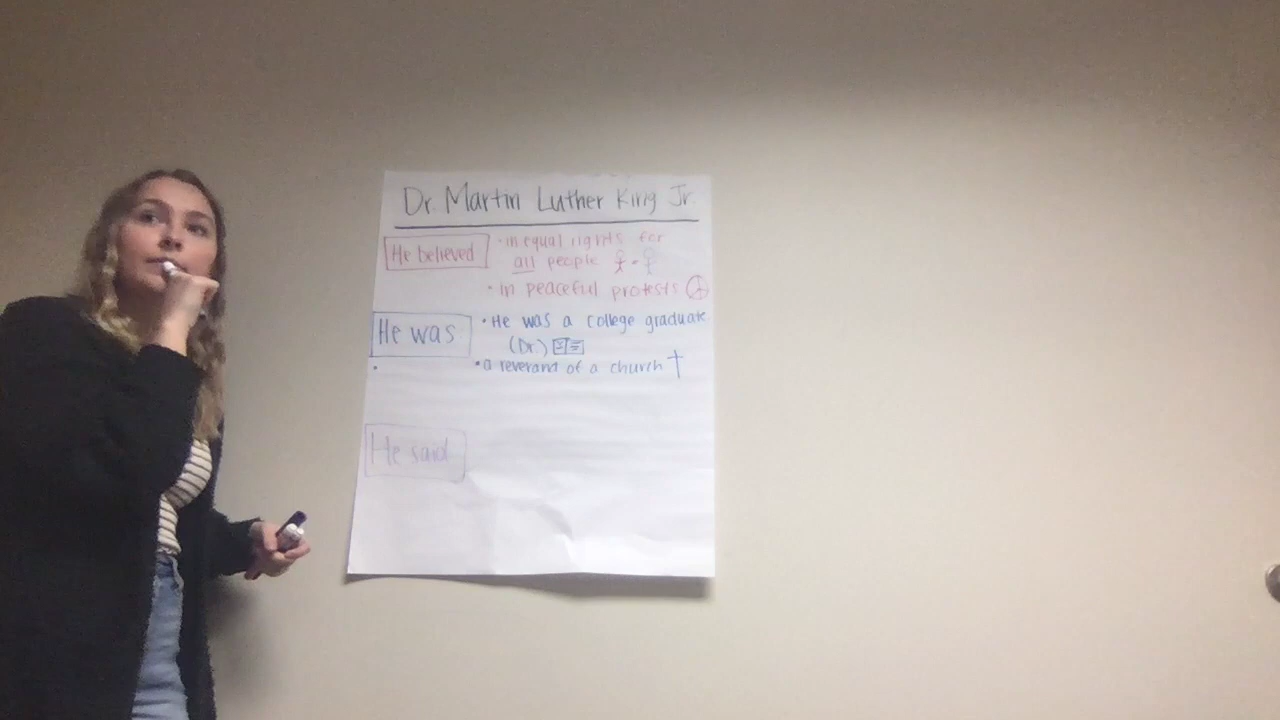 Dr. Martin Luther King Jr.
He believed
• in equal rights for
all people
• in peaceful protests
He was
• He was a college graduate
(Dr.)
• a reverand of a church
He said